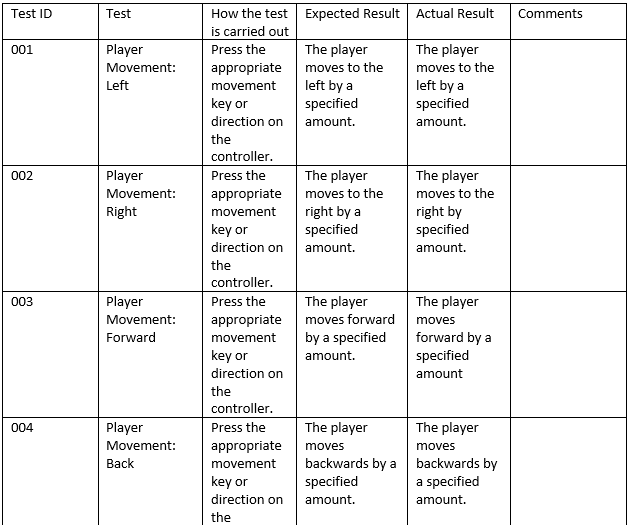 Test ID
Test
How the test
is carried out
Expected Result
Actual Result
Comments
001
Player
Movement:
Left
Press the
appropriate
movement
key or
direction on
the
controller.
The player
moves to the
left by a
specified
amount.
The player
moves to the
left by a
specified
amount.
002
Player
Movement:
Right
Press the
appropriate
movement
key or
direction on
the
controller.
The player
moves to the
right by a
specified
amount.
The player
moves to the
right by
specified
amount.
003
Player
Movement:
Forward
Press the
appropriate
movement
key or
direction on
the
controller.
The player
moves forward
by a specified
amount.
The player
moves
forward by a
specified
amount
004
Player
Movement:
Back
Press the
appropriate
movement
key or
direction on
the
The player
moves
backwards by a
specified
amount.
The player
moves
backwards by
a specified
amount.